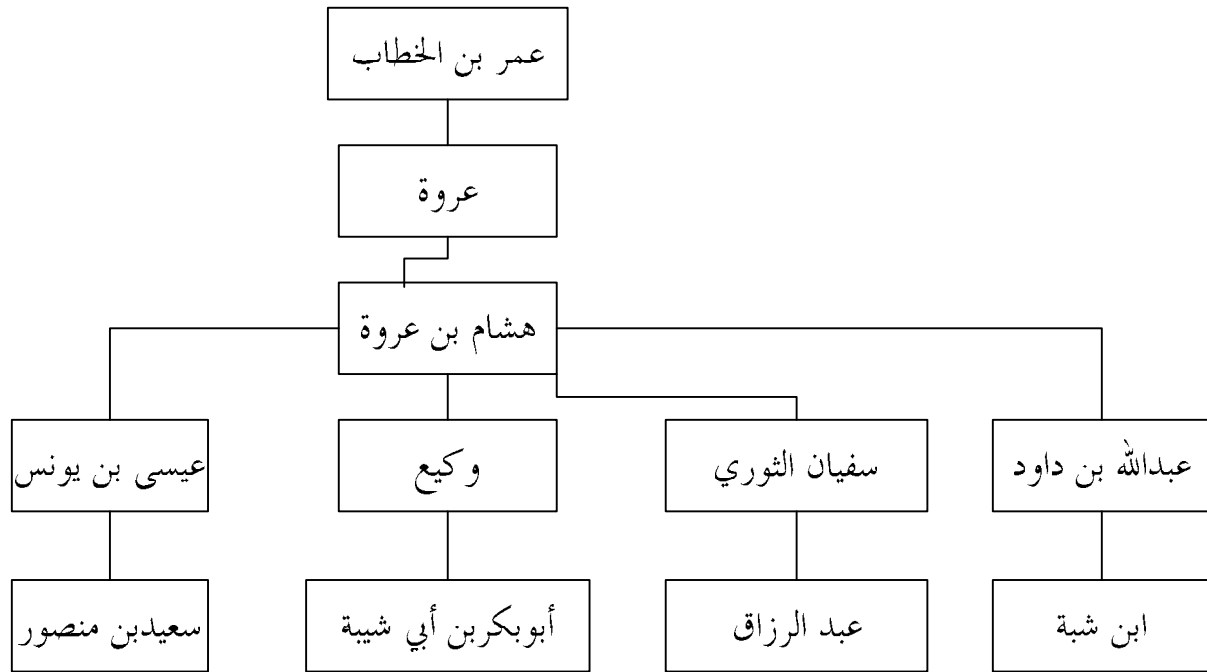 عمر بن الخطاب
عروة
هشام بن عروة
عبدالله بن داود
سفيان الثوري
وكيع
عيسى بن يونس
ابن شبة
عبد الرزاق
أبوبكربن أبي شيبة
سعيدبن منصور